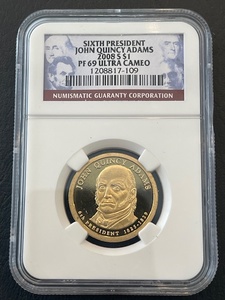 SIXTH PRESIDENT
JOHN QUINCY ADAMS
2008 S $1
PF 69 ULTRA CAMEO
1208817-109
NUMISMATIC GUARANTY CORPORATION
JOHN QUINCY ADAMS
6th PRESIDENT 1825-1829